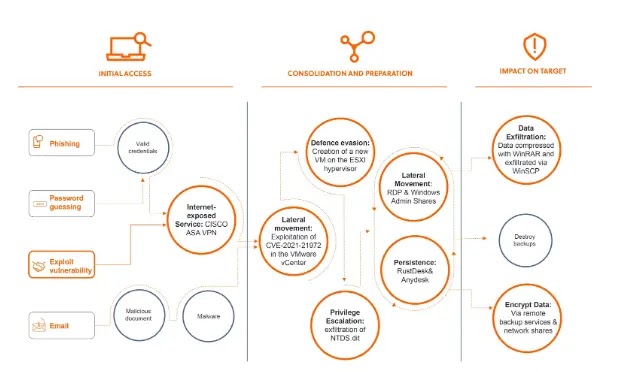 INITIAL ACCESS
CONSOLIDATION AND PREPARATION
IMPACT ON TARGET
Phishing
Valid
credentials
Password
guessing
Internet-
exposed
Service: CISCO
ASA VPN
Exploit
vulnerability
Email
Malicious
document
Malware
Defence evasion:
Creation of a new
VM on the ESXI
hypervisor
Lateral
movement:
Exploitation of
CVE-2021-21972
in the VMware
vCenter
Privilege
Escalation:
exfiltration of
NTDS.dit
Lateral
Movement:
RDP & Windows
Admin Shares
Persistence:
RustDesk&
Anydesk
Data
Exfiltration:
Data compressed
with WinRAR and
exfiltrated via
WinSCP
Destroy
backups
Encrypt Data:
Via remote
backup services &
network shares